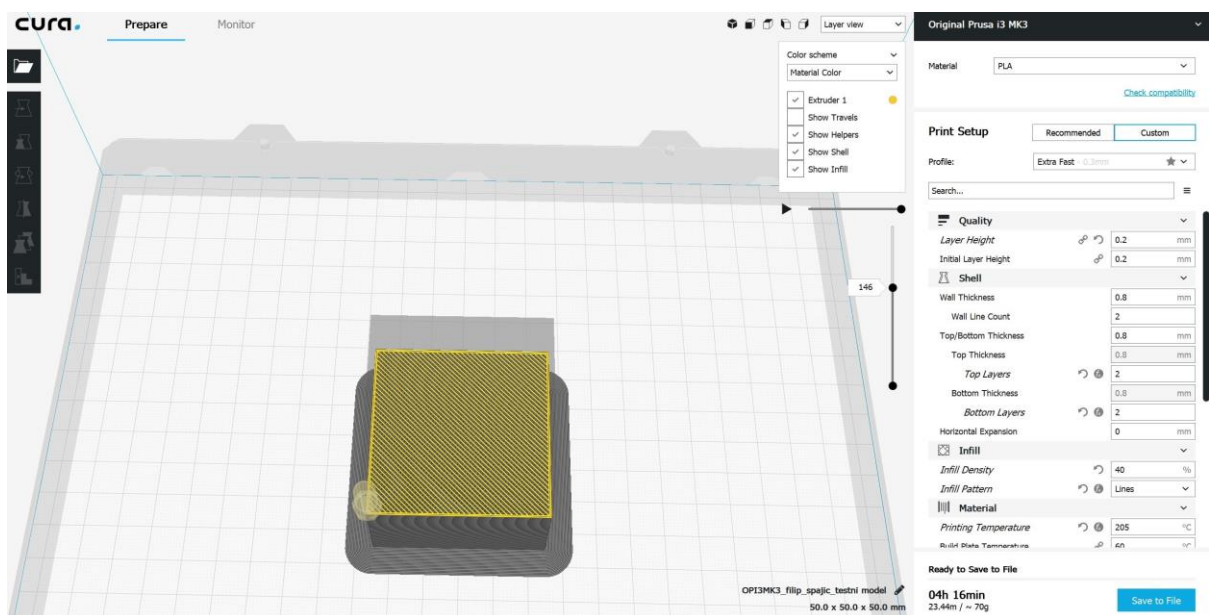 cura.
Prepare
Monitor
Layer view
Color scheme
Material Color
Extruder 1
Show Travels
Show Helpers
Show Shell
Show Infill
146
OPI3MK3_filip_spajic_testni model
50.0 x 50.0 x 50.0 mm
Original Prusa i3 MK3
Material PLA
Check compatibility
Print Setup Recommended Custom
Profile: Extra Fast - 0.3mm
Search...
Quality
Layer Height 0.2 mm
Initial Layer Height 0.2 mm
Shell
Wall Thickness 0.8 mm
Wall Line Count 2
Top/Bottom Thickness 0.8 mm
Top Thickness 0.8 mm
Top Layers 2
Bottom Thickness 0.8 mm
Bottom Layers 2
Horizontal Expansion 0 mm
Infill
Infill Density 40 %
Infill Pattern Lines
Material
Printing Temperature 205 °C
Build Plate Temperature 60 °C
Ready to Save to File
04h 16min
23.44m / ~ 70g
Save to File